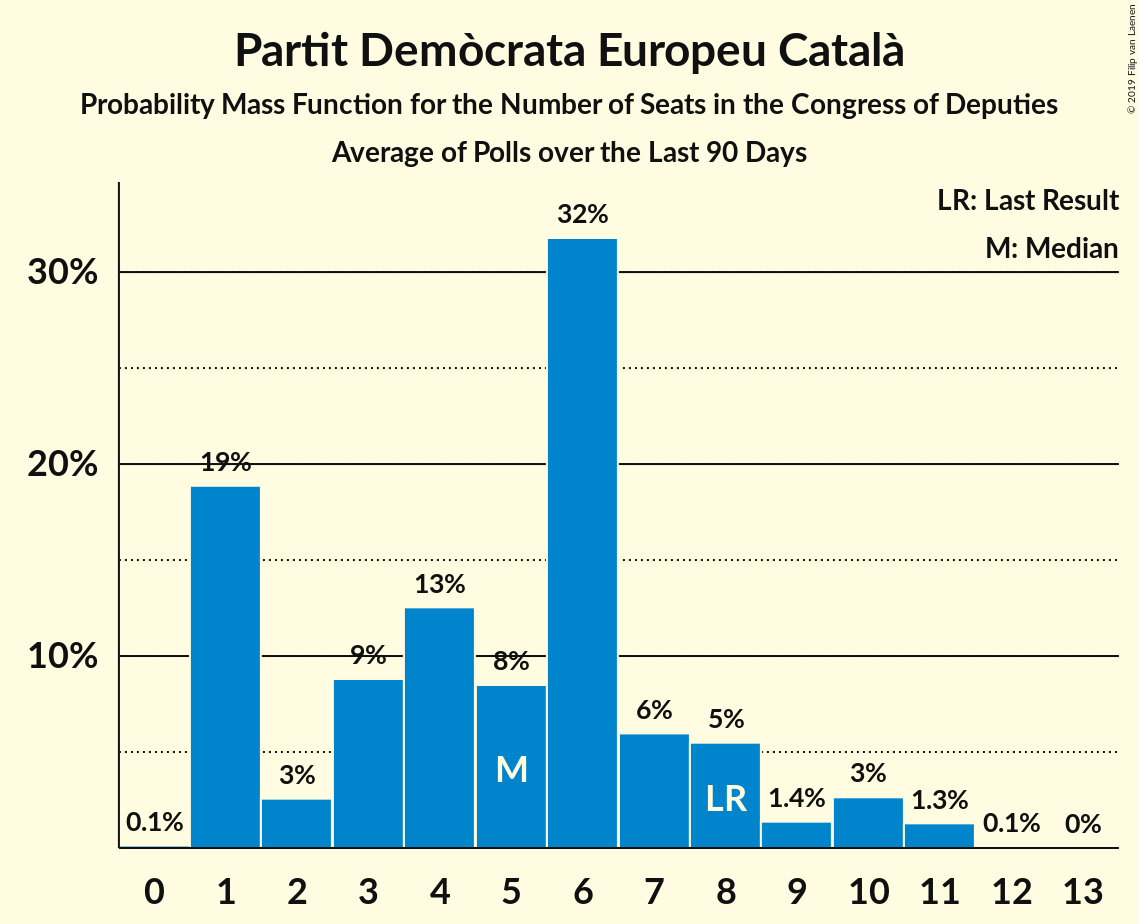 Partit Demòcrata Europeu Català
Probability Mass Function for the Number of Seats in the Congress of Deputies
Average of Polls over the Last 90 Days
© 2019 Filip van Laenen
LR: Last Result
M: Median
30%
20%
10%
0.1%
19%
3%
9%
13%
8%
32%
6%
5%
1.4%
3%
1.3%
0.1%
0%
M
LR
0 1 2 3 4 5 6 7 8 9 10 11 12 13